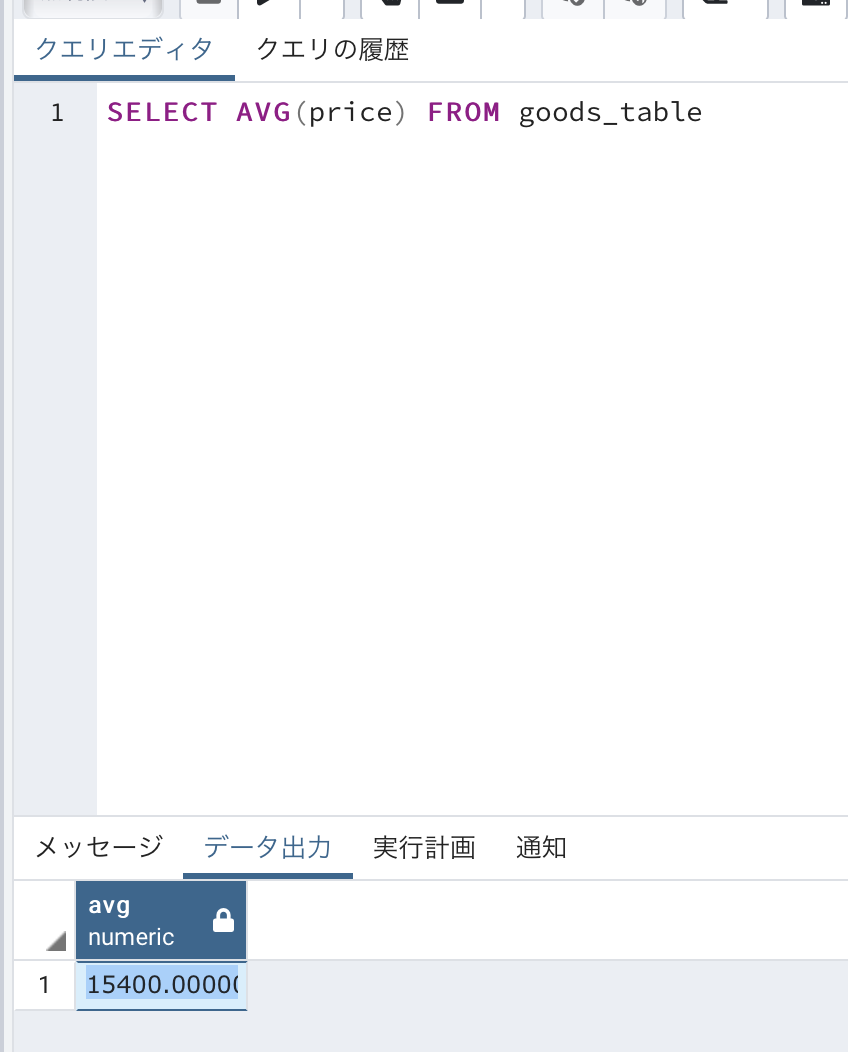 クエリエディタ クエリの履歴
1 SELECT AVG(price) FROM goods_table
メッセージ データ出力 実行計画 通知
avg
numeric
1 15400.00000